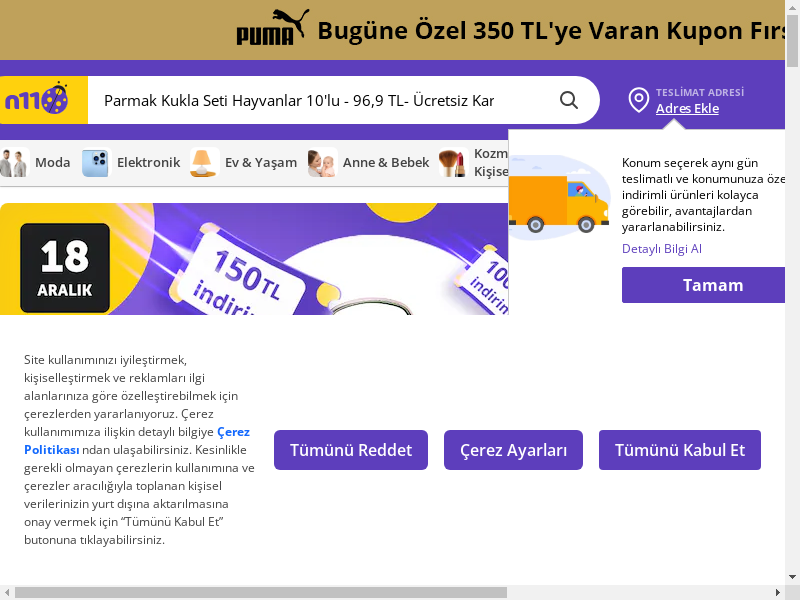 PUMA Bugüne Özel 350 TL'ye Varan Kupon Fırs
n11
Parmak Kukla Seti Hayvanlar 10'lu - 96,9 TL- Ücretsiz Kar
TESLİMAT ADRESİ
Adres Ekle
Moda
Elektronik
Ev & Yaşam
Anne & Bebek
Kozm
Kişise
Konum seçerek aynı gün
teslimatlı ve konumunuza öze
indirimli ürünleri kolayca
görebilir, avantajlardan
yararlanabilirsiniz.
Detaylı Bilgi Al
Tamam
18
ARALIK
150TL
indirim
100
indirim
Site kullanımınızı iyileştirmek,
kişiselleştirmek ve reklamları ilgi
alanlarınıza göre özelleştirebilmek için
çerezlerden yararlanıyoruz. Çerez
kullanımımıza ilişkin detaylı bilgiye Çerez
Politikası ndan ulaşabilirsiniz. Kesinlikle
gerekli olmayan çerezlerin kullanımına ve
çerezler aracılığıyla toplanan kişisel
verilerinizin yurt dışına aktarılmasına
onay vermek için “Tümünü Kabul Et”
butonuna tıklayabilirsiniz.
Tümünü Reddet
Çerez Ayarları
Tümünü Kabul Et